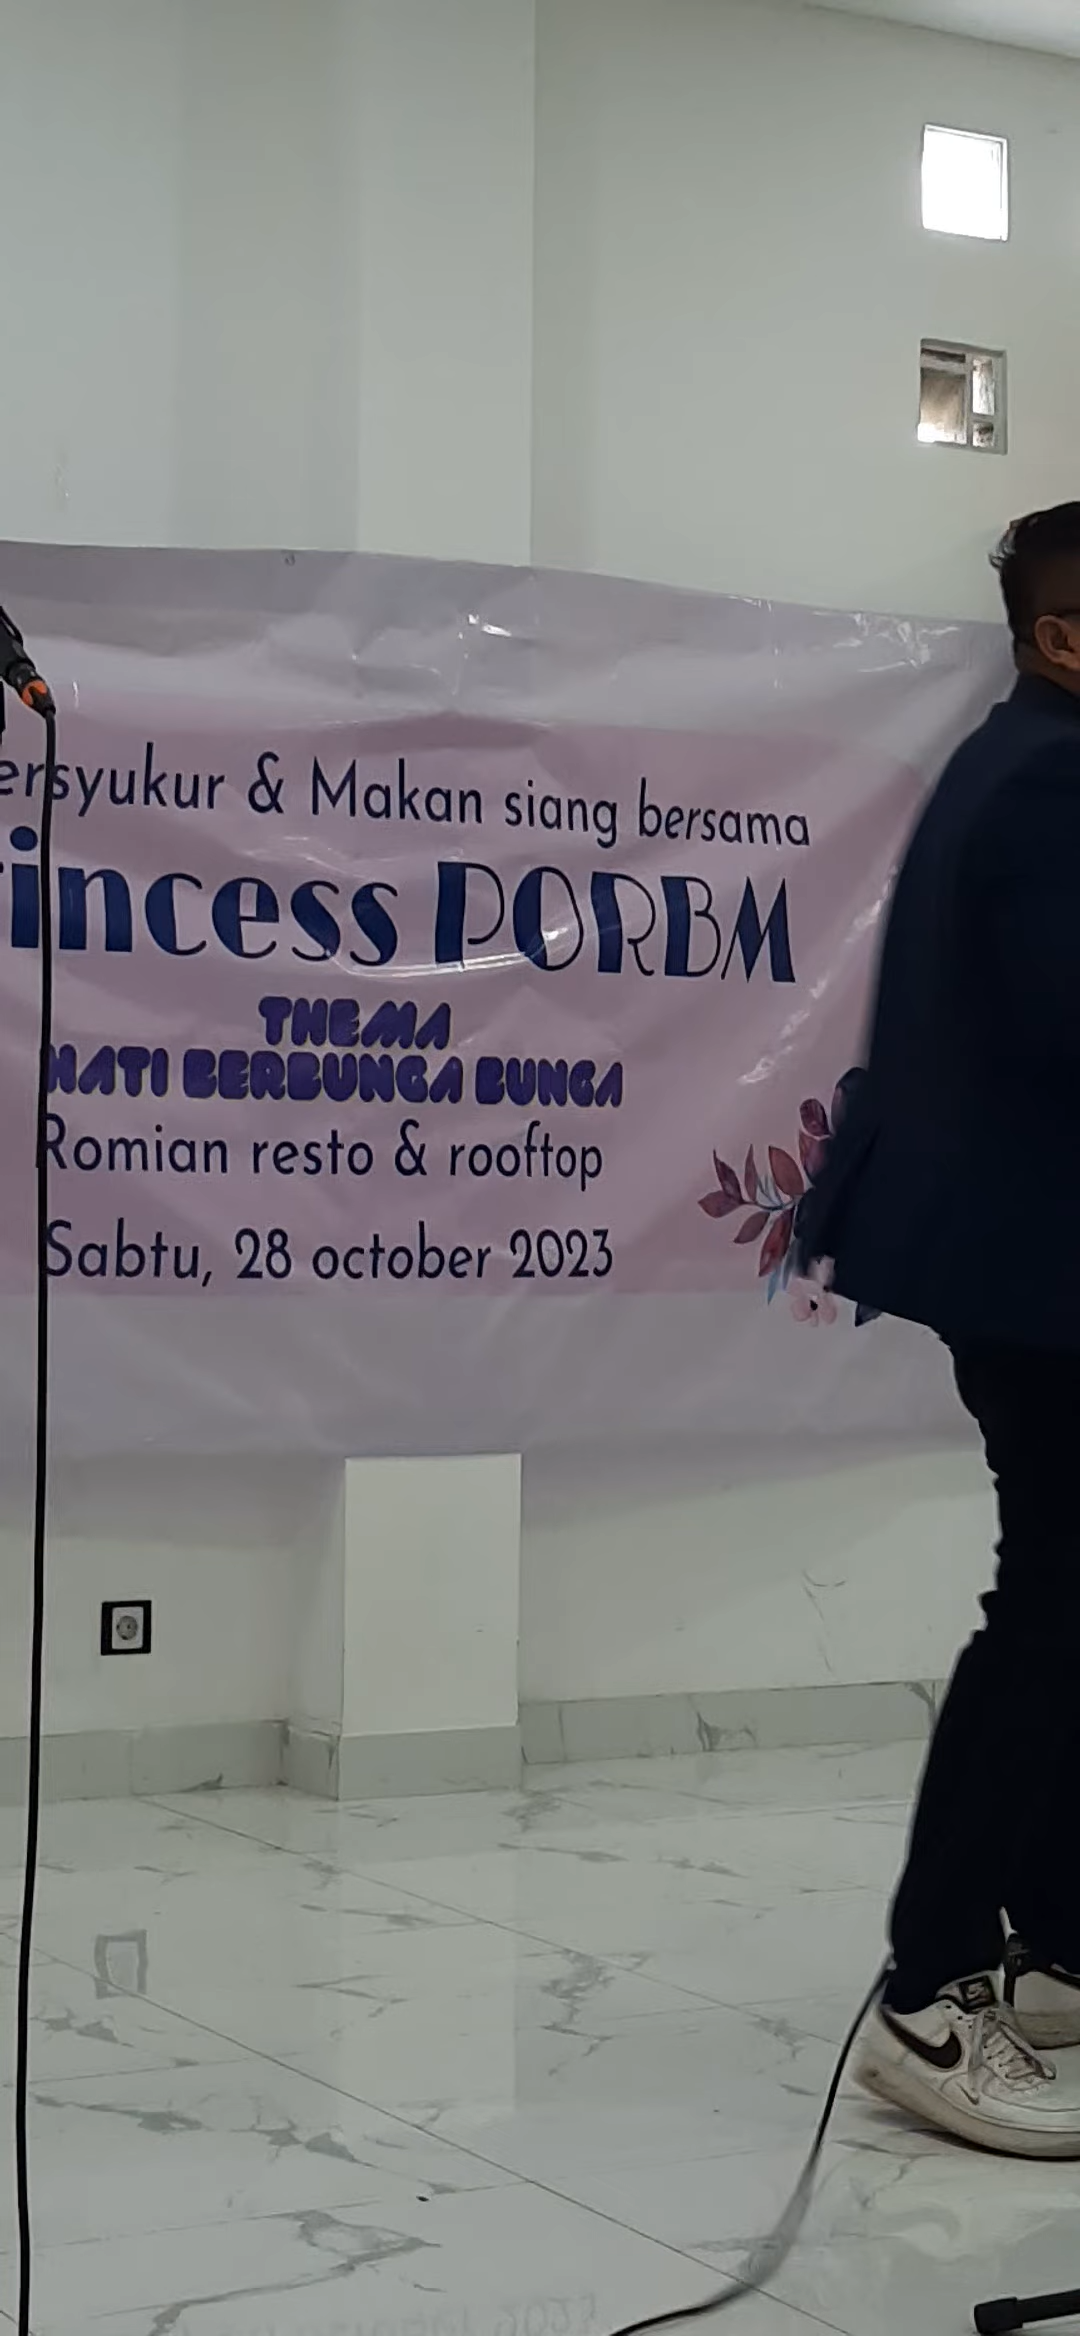 ersyukur & Makan siang bersama
rincess PORBM
THEMA
HATI BERBUNGA BUNGA
Romian resto & rooftop
Sabtu, 28 october 2023